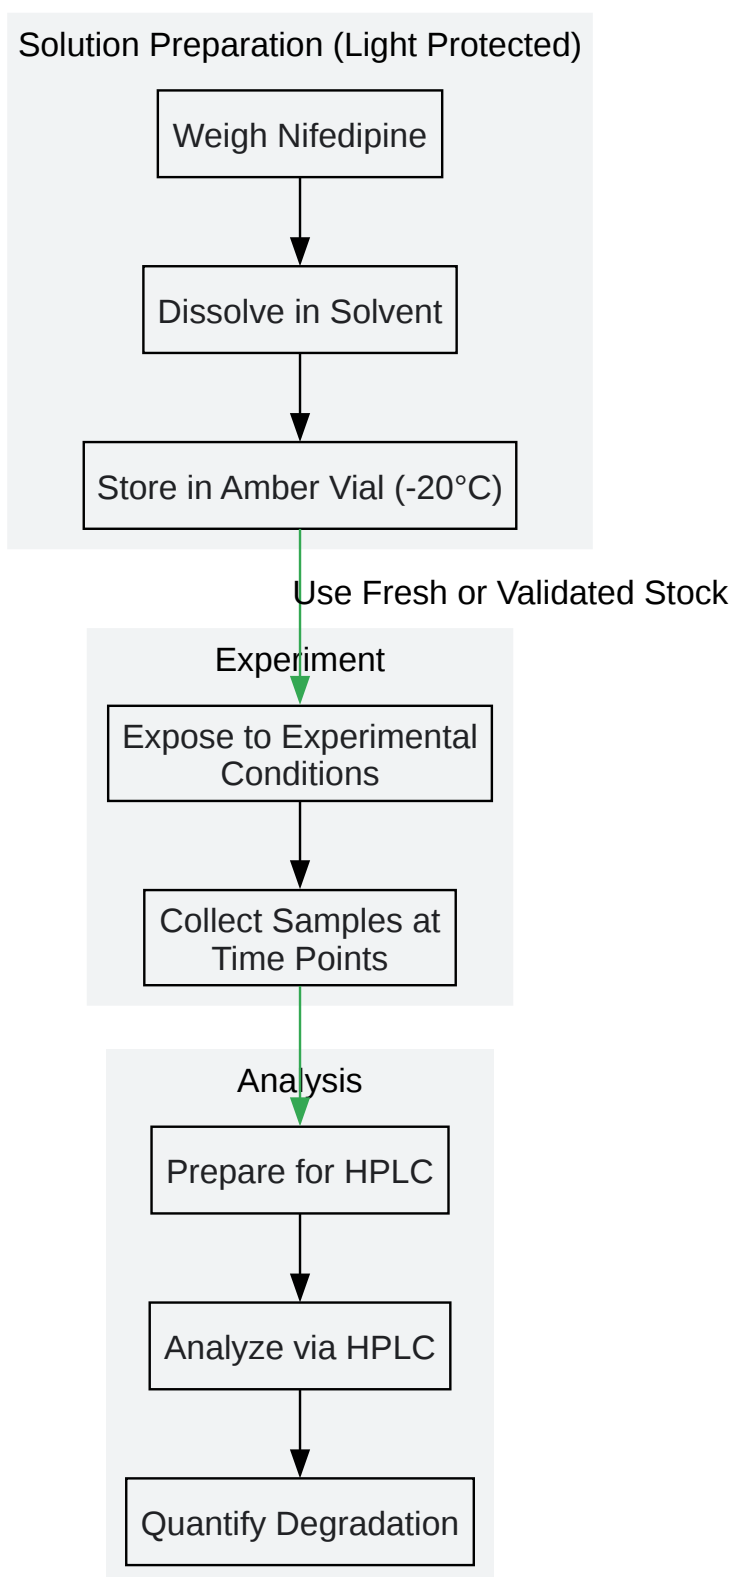 Solution Preparation (Light Protected)
Weigh Nifedipine
Dissolve in Solvent
Store in Amber Vial (-20°C)
Use Fresh or Validated Stock
Experiment
Expose to Experimental
Conditions
Collect Samples at
Time Points
Analysis
Prepare for HPLC
Analyze via HPLC
Quantify Degradation